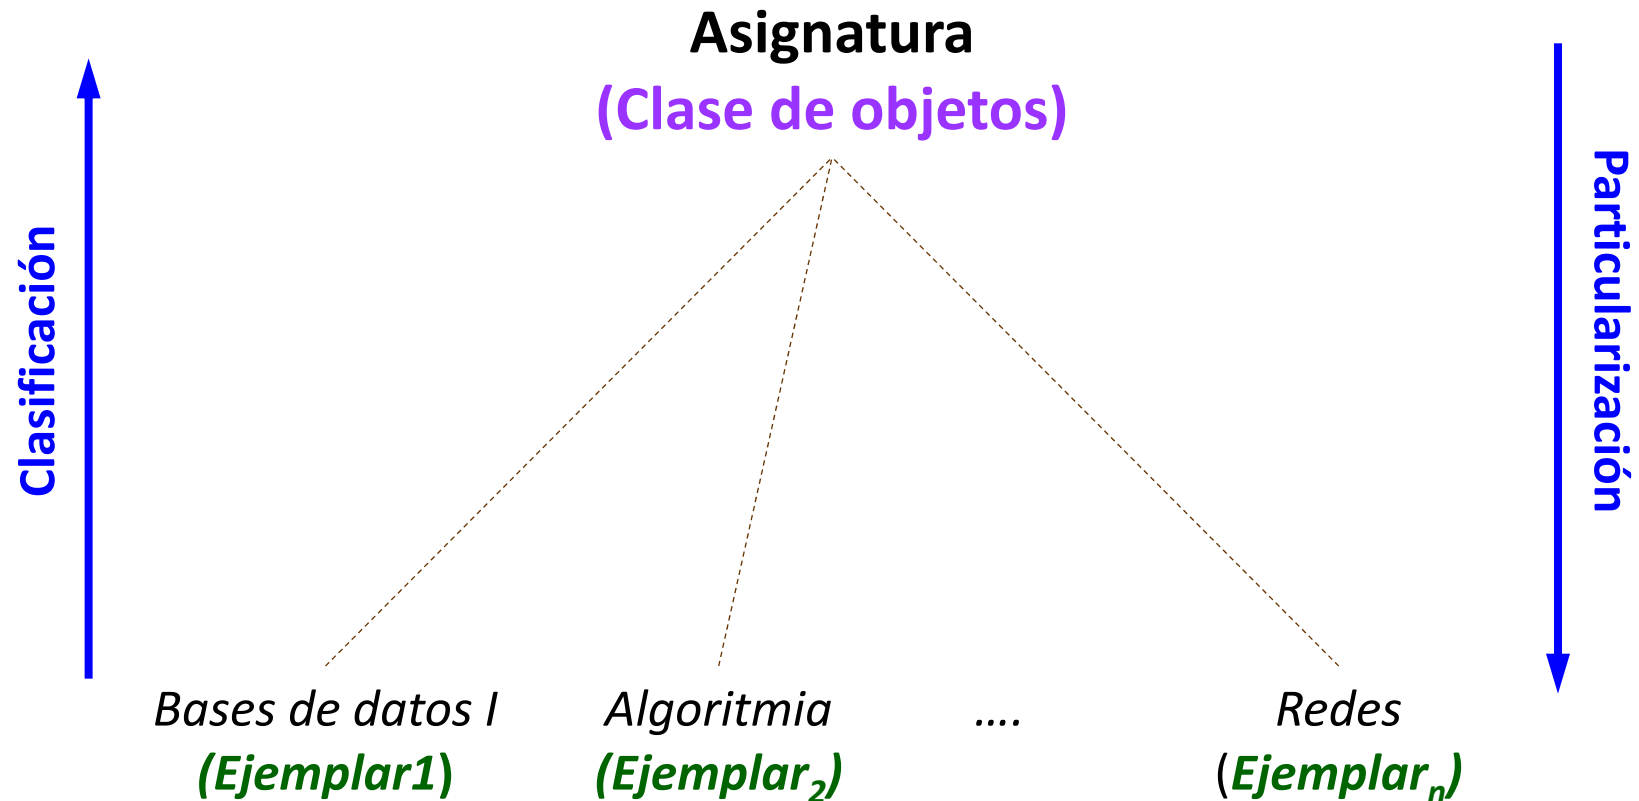 Asignatura
(Clase de objetos)
Clasificación
Particularización
Bases de datos I
(Ejemplar1)
Algoritmia
(Ejemplar2)
....
Redes
(Ejemplarn)